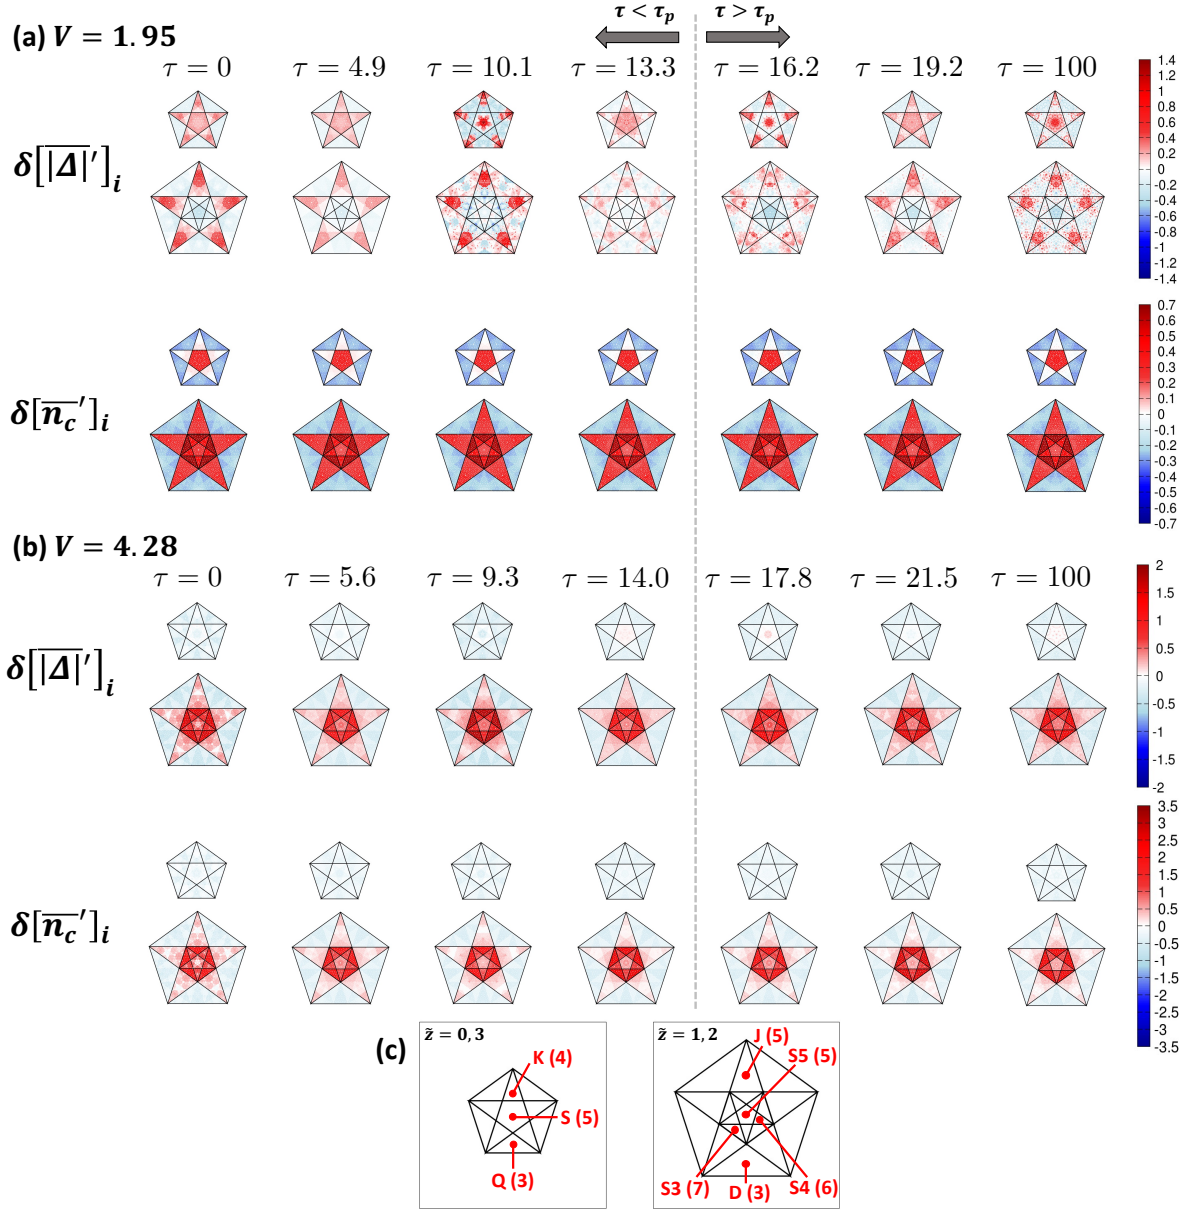 τ < τp τ > τp
(a) V = 1.95
τ = 0 τ = 4.9 τ = 10.1 τ = 13.3 τ = 16.2 τ = 19.2 τ = 100
δ[|Δ|′]i
1.4
1.2
1
0.8
0.6
0.4
0.2
0
-0.2
-0.4
-0.6
-0.8
-1
-1.2
-1.4
δ[nc′]i
0.7
0.6
0.5
0.4
0.3
0.2
0.1
0
-0.1
-0.2
-0.3
-0.4
-0.5
-0.6
-0.7
(b) V = 4.28
τ = 0 τ = 5.6 τ = 9.3 τ = 14.0 τ = 17.8 τ = 21.5 τ = 100
δ[|Δ|′]i
2
1.5
1
0.5
0
-0.5
-1
-1.5
-2
δ[nc′]i
3.5
3
2.5
2
1.5
1
0.5
0
-0.5
-1
-1.5
-2
-2.5
-3
-3.5
(c)
z̃ = 0,3
K (4)
S (5)
Q (3)
z̃ = 1,2
J (5)
S5 (5)
S3 (7)
D (3)
S4 (6)